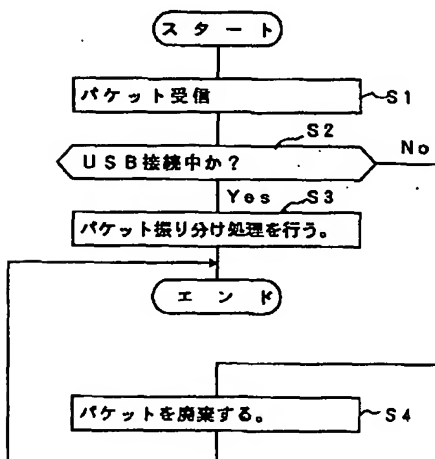 スタート
パケット受信
S1
S2
USB接続中か?
No
Yes
S3
パケット振り分け処理を行う。
エンド
パケットを廃棄する。
S4